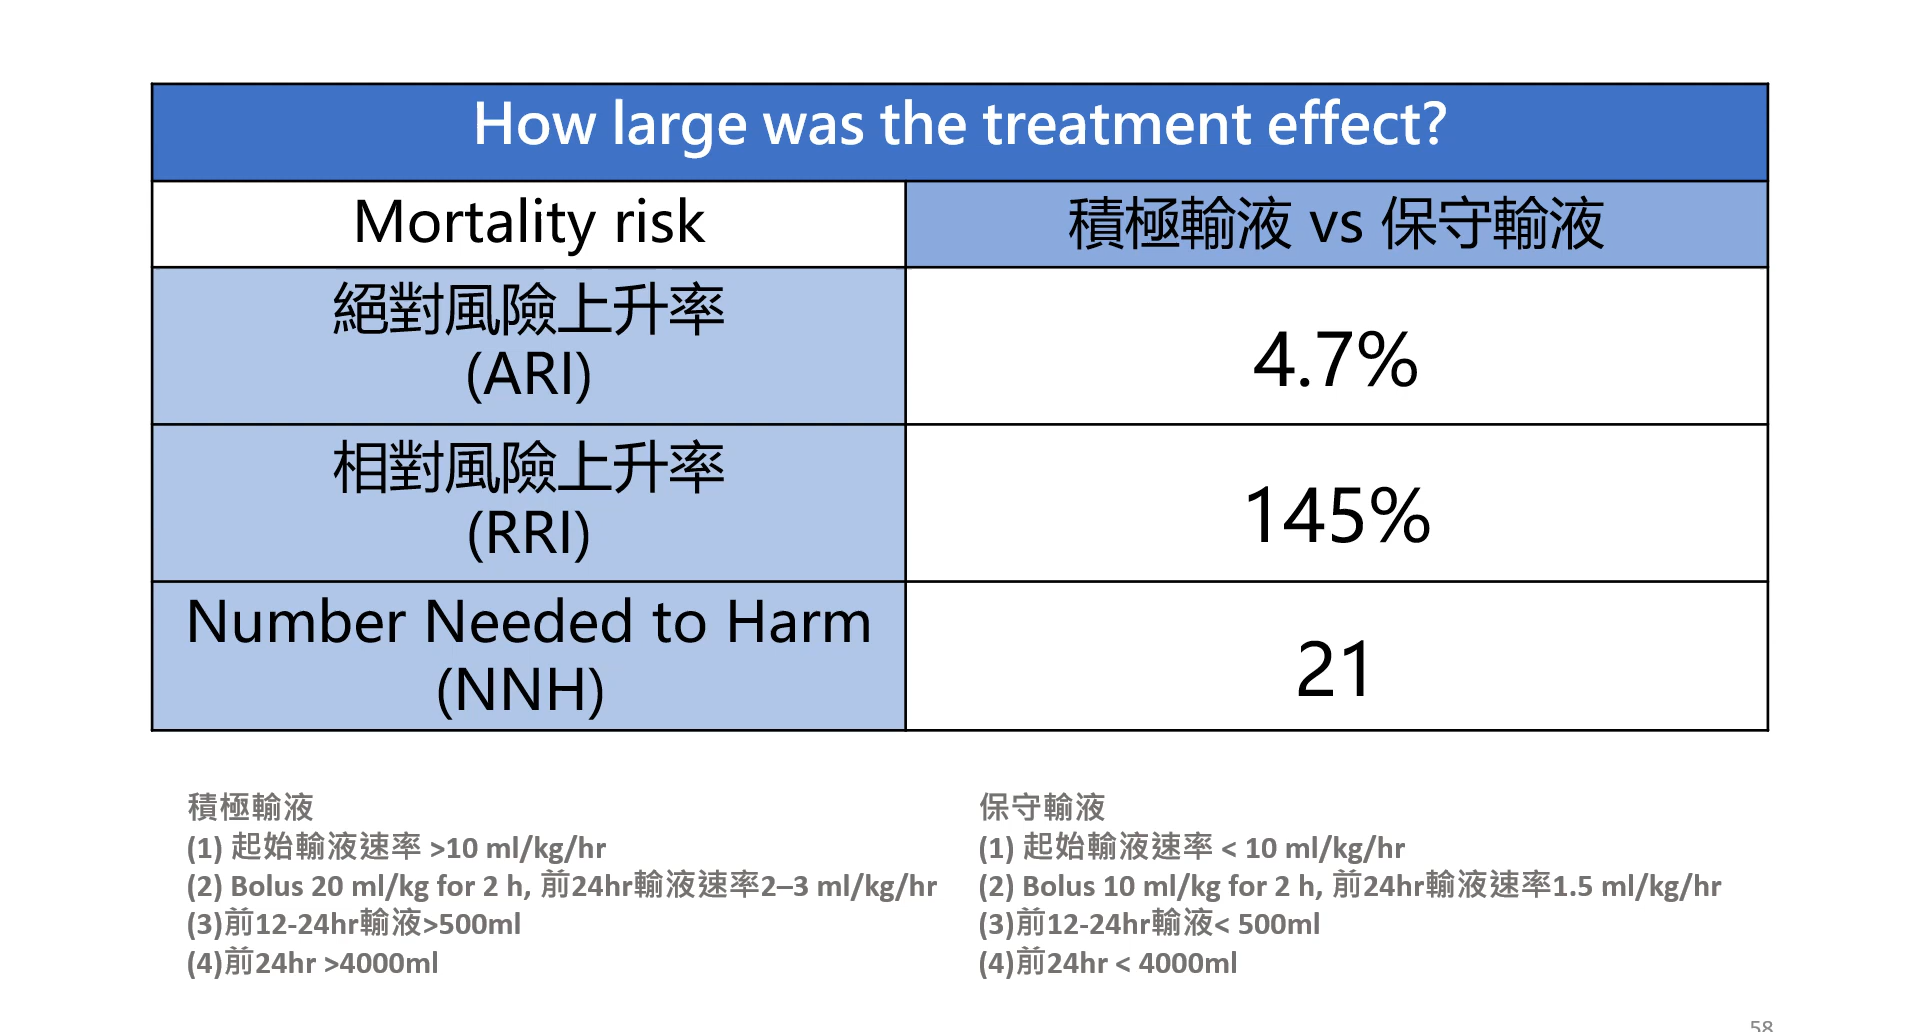 How large was the treatment effect?
Mortality risk
積極輸液 vs 保守輸液
絕對風險上升率
(ARI)
4.7%
相對風險上升率
(RRI)
145%
Number Needed to Harm
(NNH)
21
積極輸液
(1) 起始輸液速率 >10 ml/kg/hr
(2) Bolus 20 ml/kg for 2 h, 前24hr輸液速率2–3 ml/kg/hr
(3)前12-24hr輸液>500ml
(4)前24hr >4000ml
保守輸液
(1) 起始輸液速率 < 10 ml/kg/hr
(2) Bolus 10 ml/kg for 2 h, 前24hr輸液速率1.5 ml/kg/hr
(3)前12-24hr輸液< 500ml
(4)前24hr < 4000ml
58